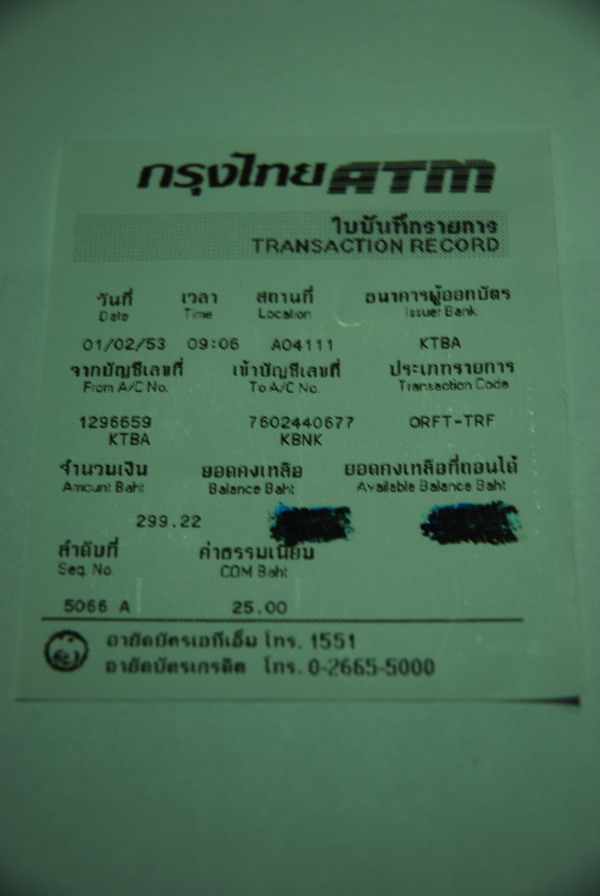 กรุงไทย ATM
ใบบันทึกรายการ
TRANSACTION RECORD
วันที่ เวลา สถานที่ ธนาคารผู้ออกบัตร
Date Time Location Issuer Bank
01/02/53 09:06 A04111 KTBA
จากบัญชีเลขที่ เข้าบัญชีเลขที่ ประเภทรายการ
From A/C No. To A/C No. Transaction Code
1296659 7602440677 ORFT-TRF
KTBA KBNK
จำนวนเงิน ยอดคงเหลือ ยอดคงเหลือที่ถอนได้
Amount Baht Balance Baht Available Balance Baht
299.22
ลำดับที่ ค่าธรรมเนียม
Seq. No. COM Baht
5066 A 25.00
อายัดบัตรเอทีเอ็ม โทร. 1551
อายัดบัตรเครดิต โทร. 0-2665-5000